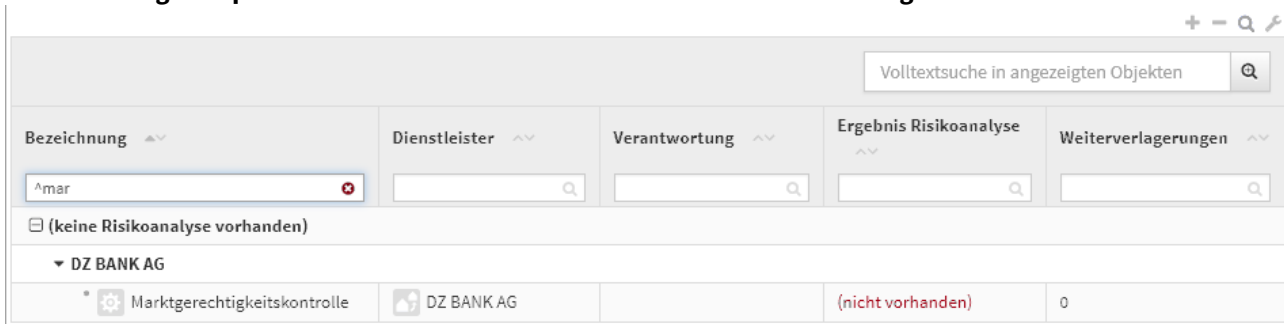 Volltextsuche in angezeigten Objekten
Bezeichnung Dienstleister Verantwortung Ergebnis Risikoanalyse Weiterverlagerungen
^mar
(keine Risikoanalyse vorhanden)
DZ BANK AG
Marktgerechtigkeitskontrolle DZ BANK AG (nicht vorhanden) 0